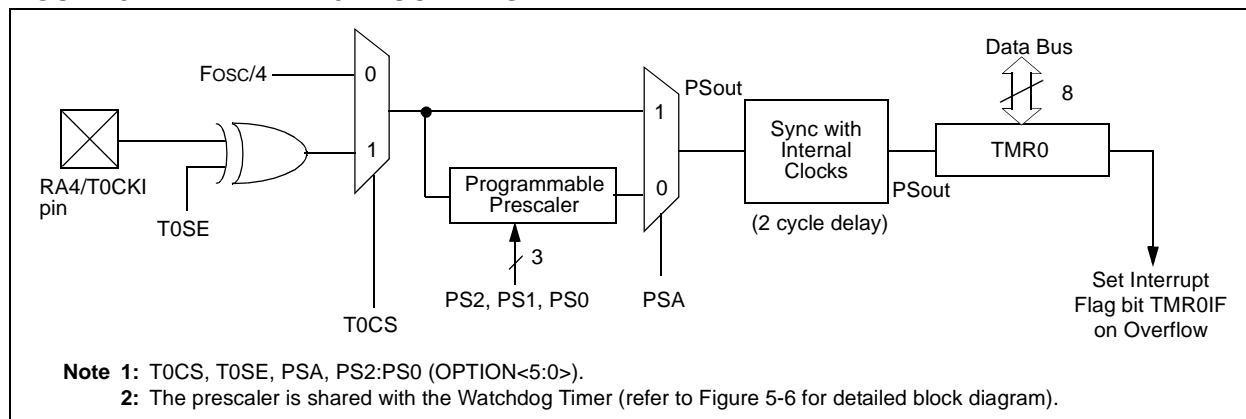 Data Bus
FOSC/4
0
PSout
8
1
Sync with
Internal
Clocks
TMR0
1
RA4/T0CKI
pin
Programmable
Prescaler
0
PSout
T0SE
(2 cycle delay)
3
PS2, PS1, PS0
PSA
Set Interrupt
Flag bit TMR0IF
on Overflow
T0CS
Note 1: T0CS, T0SE, PSA, PS2:PS0 (OPTION<5:0>).
2: The prescaler is shared with the Watchdog Timer (refer to Figure 5-6 for detailed block diagram).